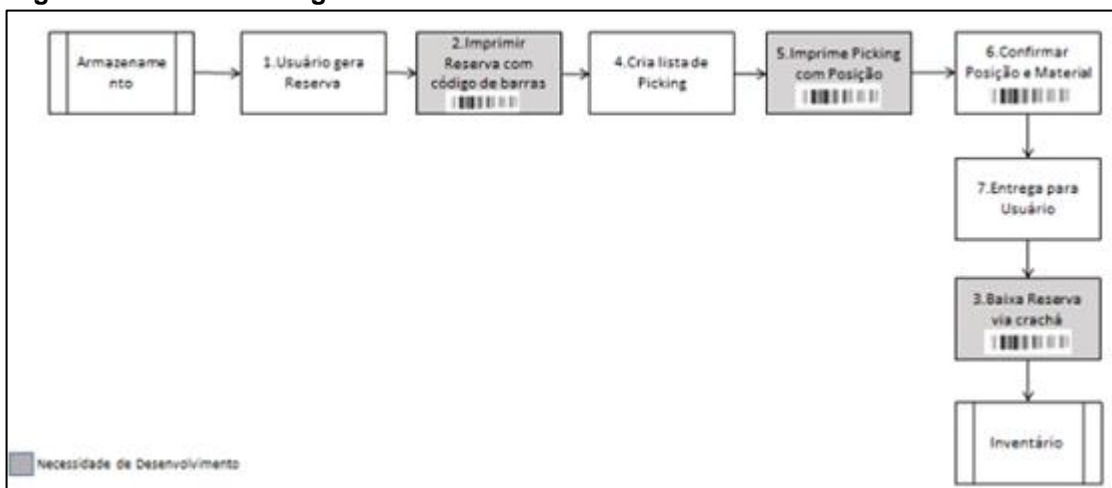 Armazename
nto
1.Usuário gera
Reserva
2.Imprimir
Reserva com
código de barras
4.Cria lista de
Picking
5.Imprime Picking
com Posição
6.Confirmar
Posição e Material
7.Entrega para
Usuário
3.Baixa Reserva
via crachá
Inventário
Necessidade de Desenvolvimento